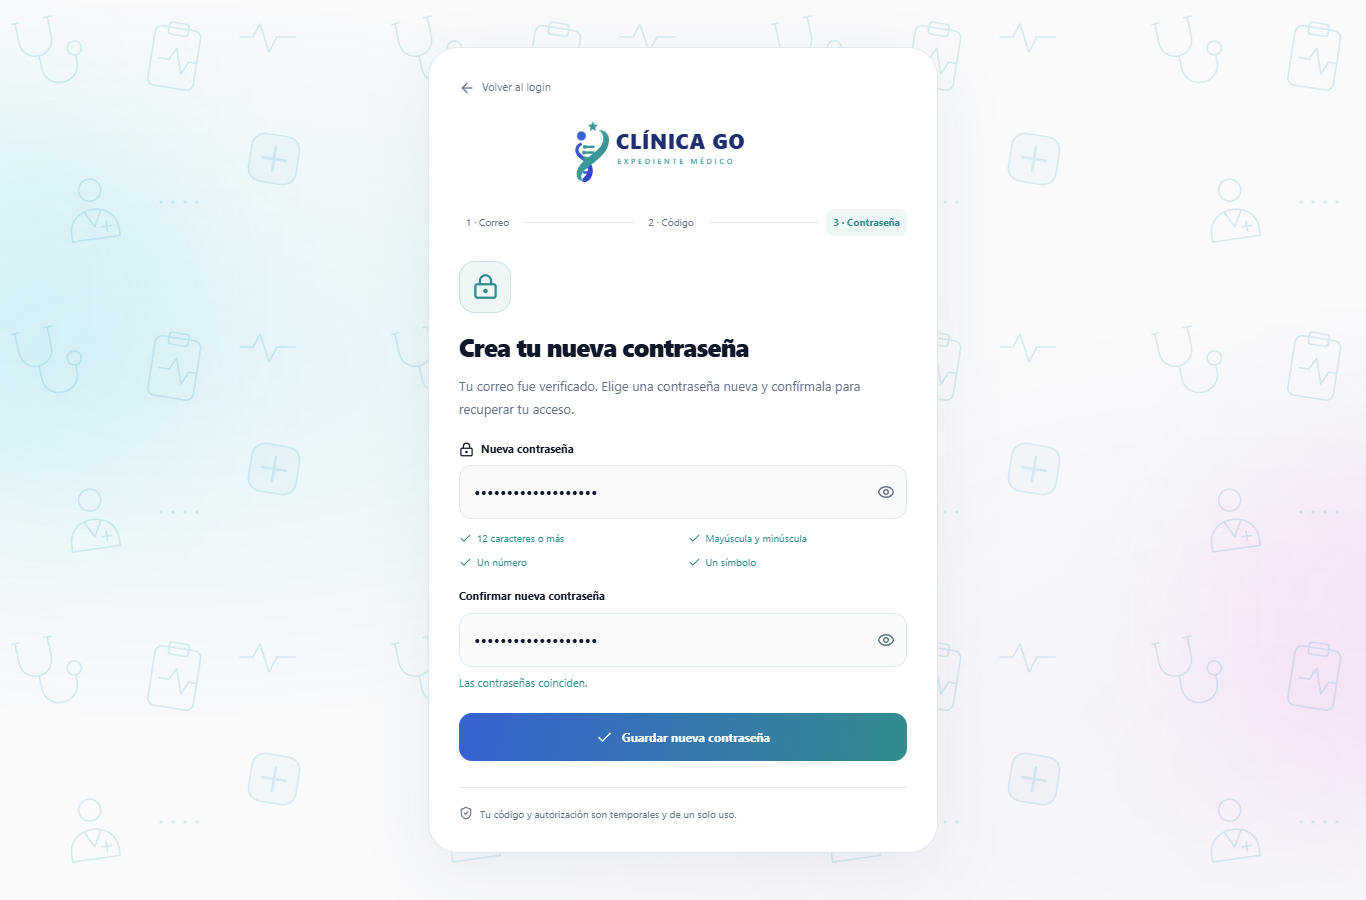 Volver al login
CLÍNICA GO
EXPEDIENTE MÉDICO
1 · Correo
2 · Código
3 · Contraseña
Crea tu nueva contraseña
Tu correo fue verificado. Elige una contraseña nueva y confírmala para
recuperar tu acceso.
Nueva contraseña
•••••••••••••••••••
12 caracteres o más
Mayúscula y minúscula
Un número
Un símbolo
Confirmar nueva contraseña
•••••••••••••••••••
Las contraseñas coinciden.
Guardar nueva contraseña
Tu código y autorización son temporales y de un solo uso.